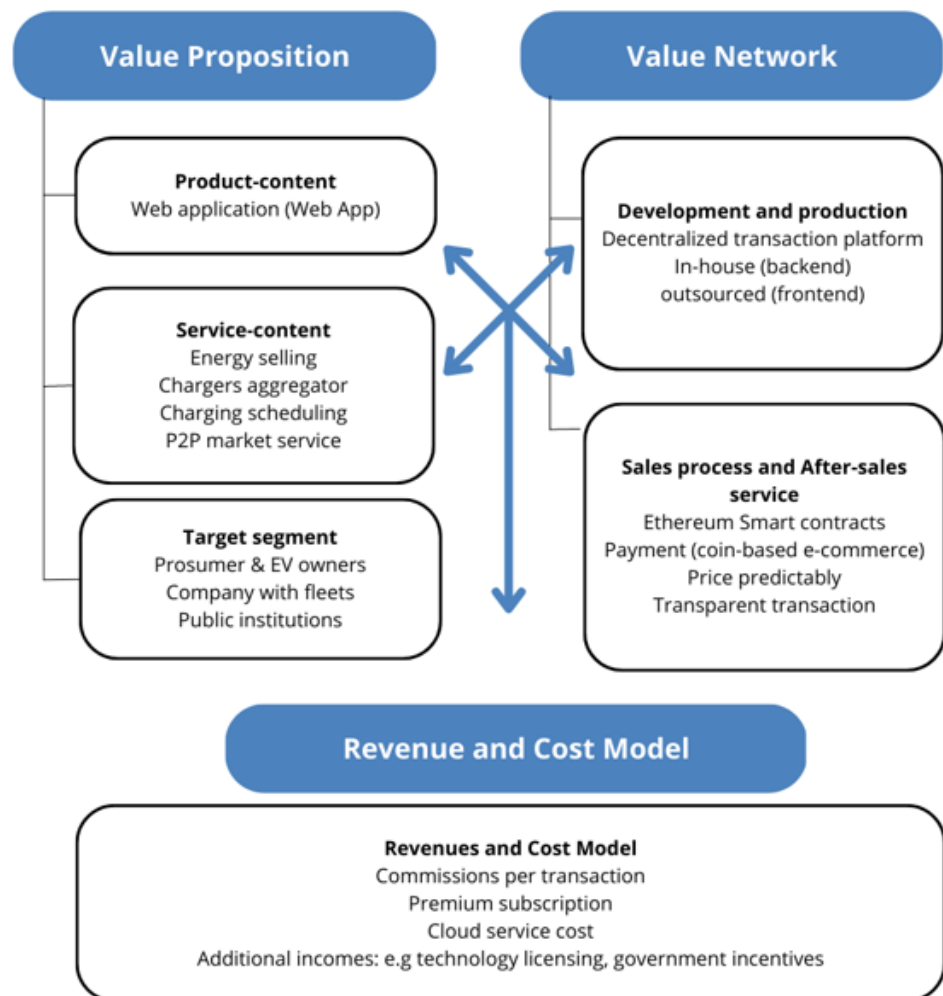 Value Proposition
Product-content
Web application (Web App)
Service-content
Energy selling
Chargers aggregator
Charging scheduling
P2P market service
Target segment
Prosumer & EV owners
Company with fleets
Public institutions
Value Network
Development and production
Decentralized transaction platform
In-house (backend)
outsourced (frontend)
Sales process and After-sales
service
Ethereum Smart contracts
Payment (coin-based e-commerce)
Price predictably
Transparent transaction
Revenue and Cost Model
Revenues and Cost Model
Commissions per transaction
Premium subscription
Cloud service cost
Additional incomes: e.g technology licensing, government incentives